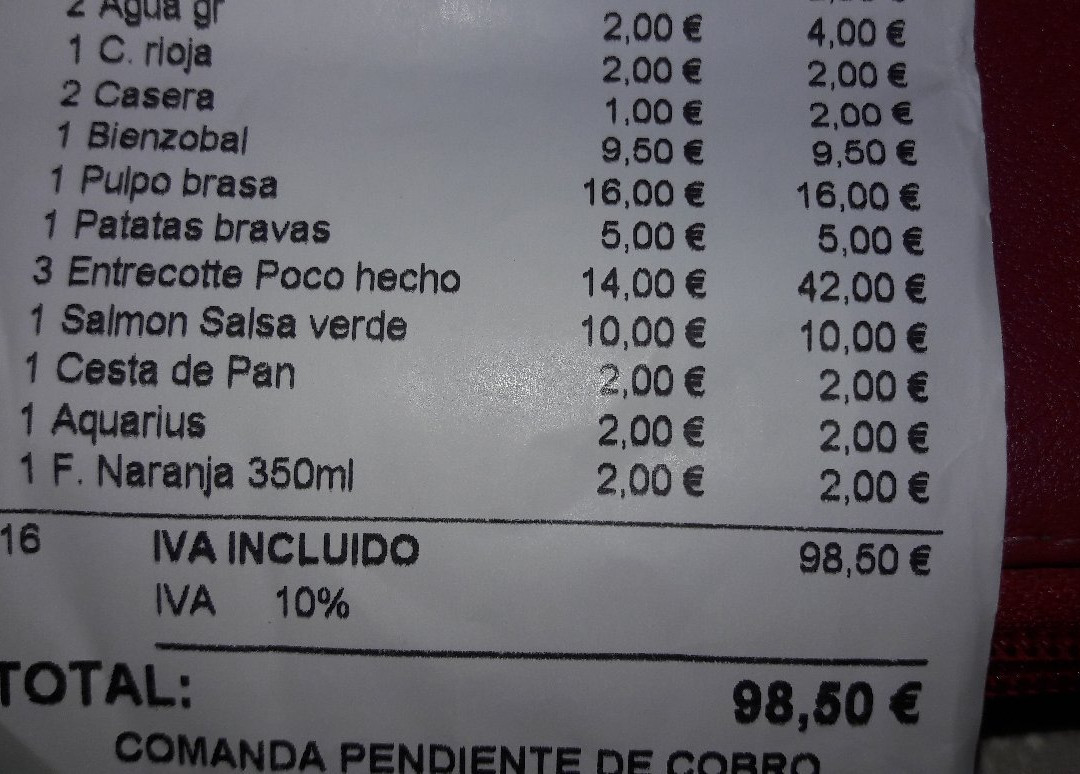 2 Agua gr 2,00 € 4,00 €
1 C. rioja 2,00 € 2,00 €
2 Casera 1,00 € 2,00 €
1 Bienzobal 9,50 € 9,50 €
1 Pulpo brasa 16,00 € 16,00 €
1 Patatas bravas 5,00 € 5,00 €
3 Entrecotte Poco hecho 14,00 € 42,00 €
1 Salmon Salsa verde 10,00 € 10,00 €
1 Cesta de Pan 2,00 € 2,00 €
1 Aquarius 2,00 € 2,00 €
1 F. Naranja 350ml 2,00 € 2,00 €
16 IVA INCLUIDO 98,50 €
IVA 10%
TOTAL: 98,50 €
COMANDA PENDIENTE DE COBRO